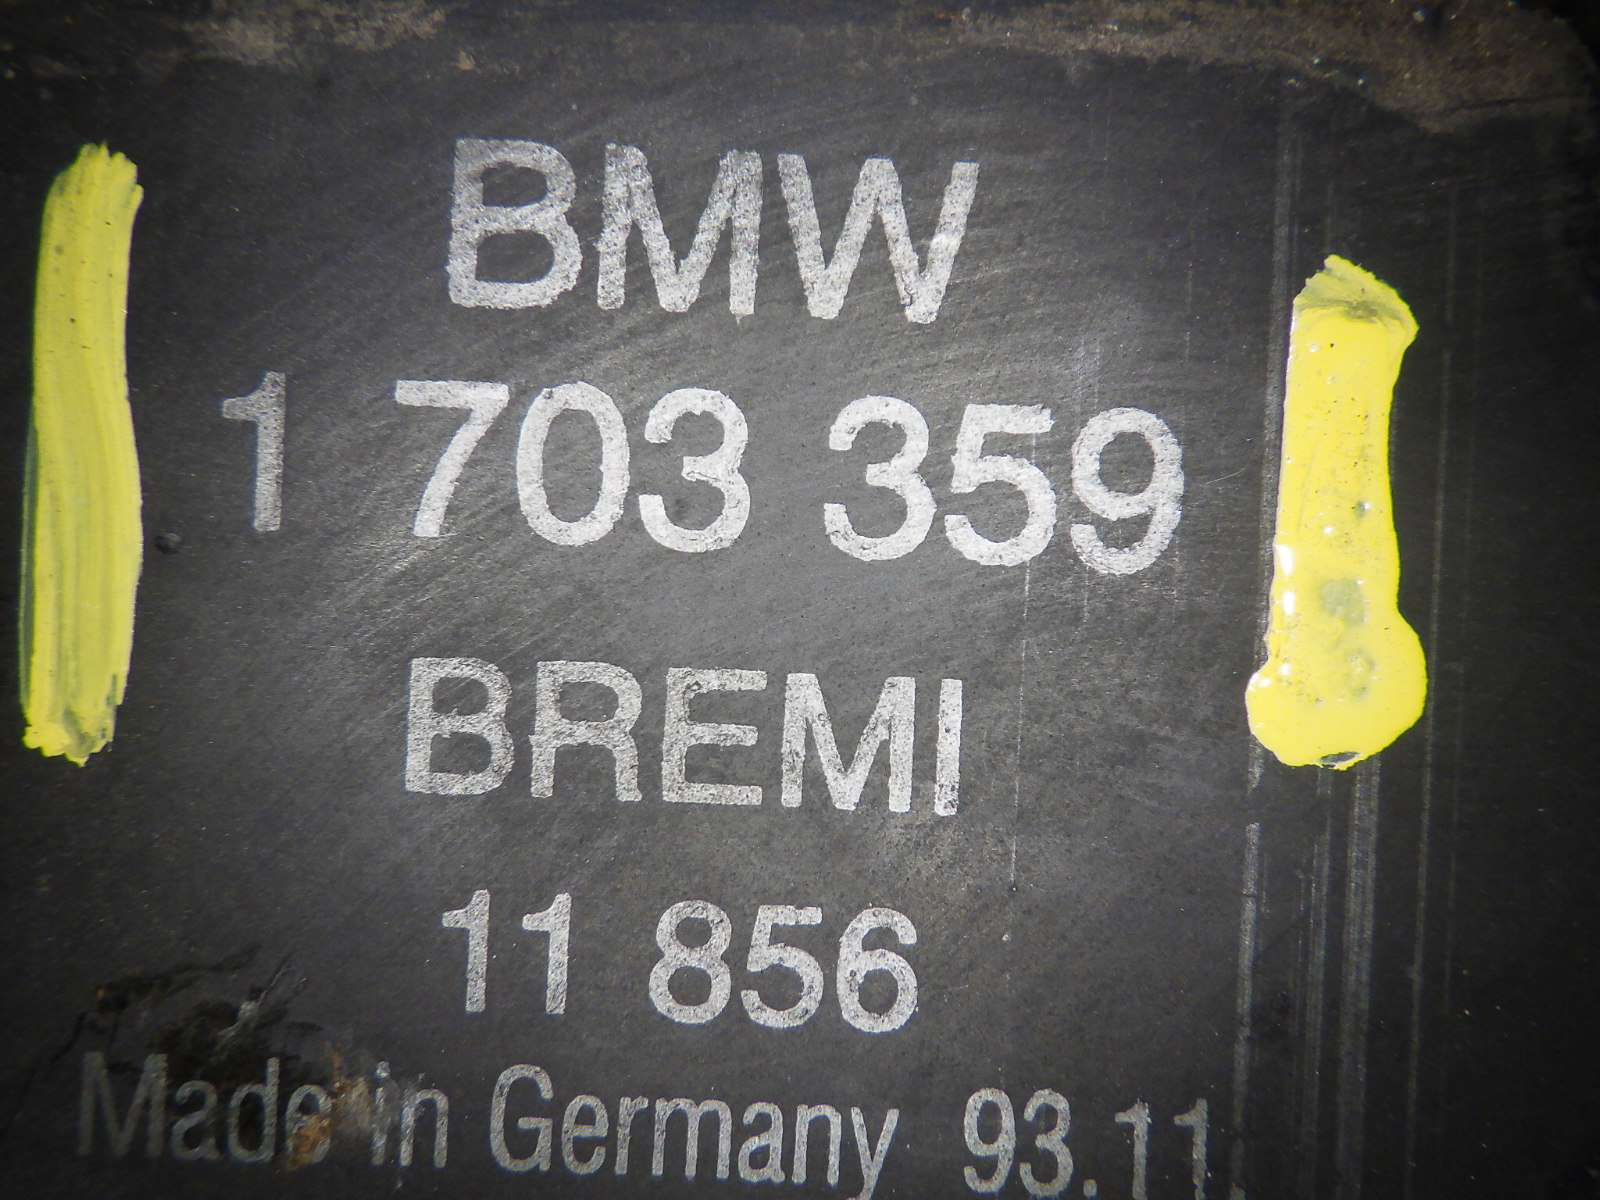 BMW
1 703 359
BREMI
11 856
Made in Germany 93.11